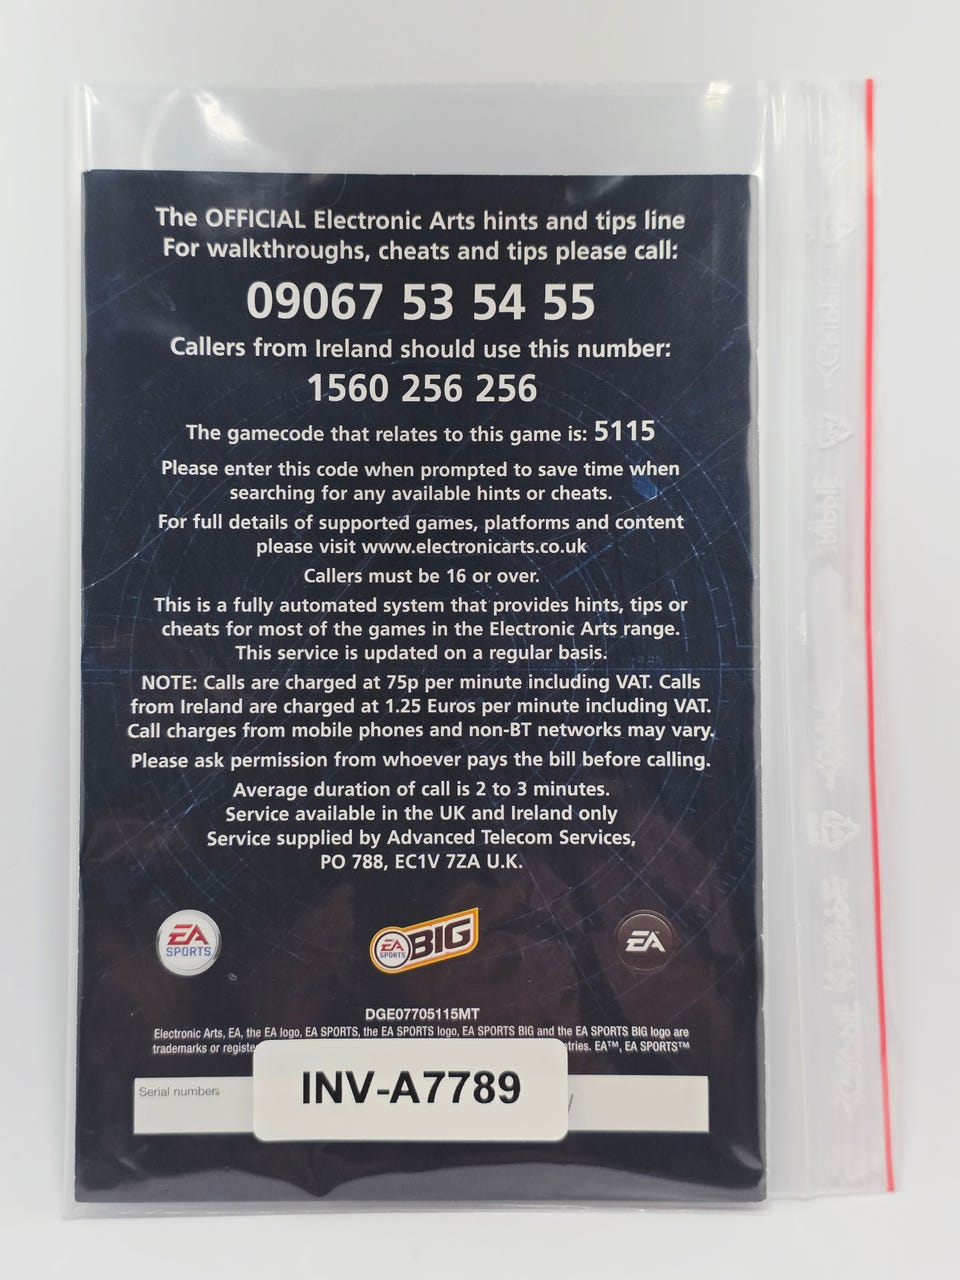 The OFFICIAL Electronic Arts hints and tips line
For walkthroughs, cheats and tips please call:
09067 53 54 55
Callers from Ireland should use this number:
1560 256 256
The gamecode that relates to this game is: 5115
Please enter this code when prompted to save time when
searching for any available hints or cheats.
For full details of supported games, platforms and content
please visit www.electronicarts.co.uk
Callers must be 16 or over.
This is a fully automated system that provides hints, tips or
cheats for most of the games in the Electronic Arts range.
This service is updated on a regular basis.
NOTE: Calls are charged at 75p per minute including VAT. Calls
from Ireland are charged at 1.25 Euros per minute including VAT.
Call charges from mobile phones and non-BT networks may vary.
Please ask permission from whoever pays the bill before calling.
Average duration of call is 2 to 3 minutes.
Service available in the UK and Ireland only
Service supplied by Advanced Telecom Services,
PO 788, EC1V 7ZA U.K.
EA SPORTS
EA SPORTS BIG
EA
DGE07705115MT
Electronic Arts, EA, the EA logo, EA SPORTS, the EA SPORTS logo, EA SPORTS BIG and the EA SPORTS BIG logo are
trademarks or EA™, EA SPORTS™
Serial number:
INV-A7789